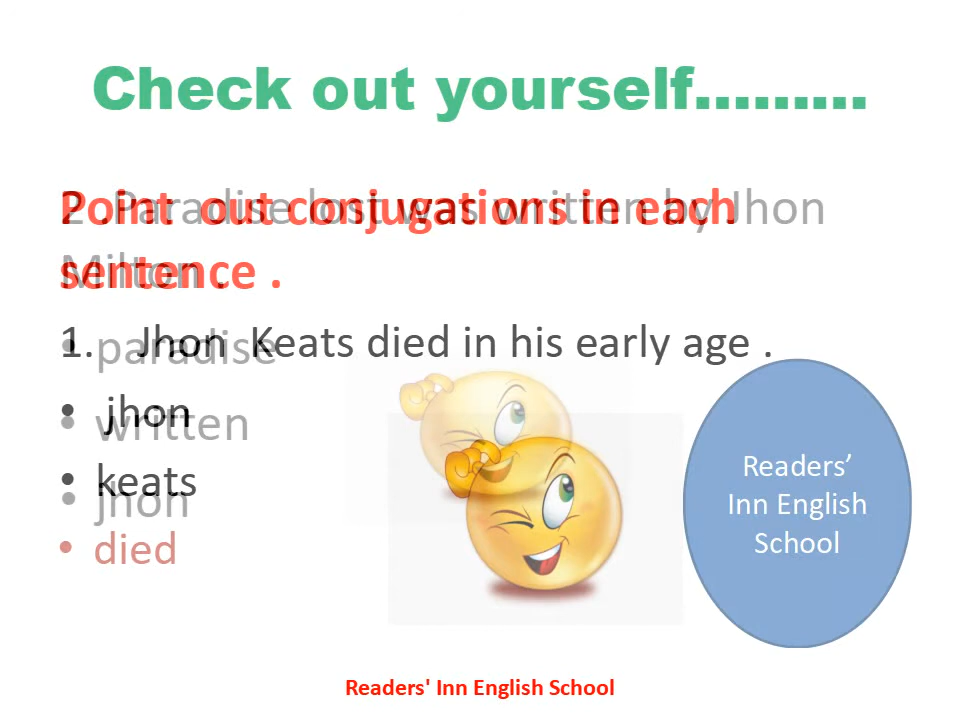 Check out yourself.........
Point out conjugations in each
sentence .
2 .Paradise lost was written by Jhon
Milton .
1. Jhon Keats died in his early age .
• paradise
• jhon
• written
• keats
• jhon
• died
Readers’
Inn English
School
Readers' Inn English School